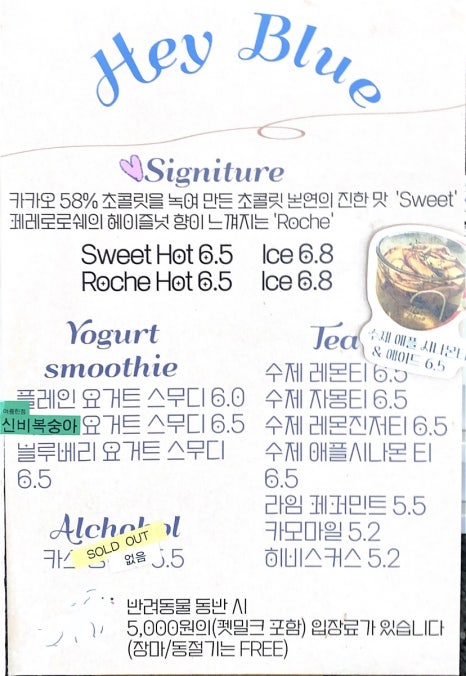 Hey Blue
Signiture
카카오 58% 초콜릿을 녹여 만든 초콜릿 본연의 진한 맛 'Sweet'
페레로로쉐의 헤이즐넛 향이 느껴지는 'Roche'
Sweet Hot 6.5 Ice 6.8
Roche Hot 6.5 Ice 6.8
수제 애플 시나몬티
& 에이드 6.5
Yogurt
smoothie
플레인 요거트 스무디 6.0
여름한정
신비복숭아 요거트 스무디 6.5
블루베리 요거트 스무디
6.5
Tea
수제 레몬티 6.5
수제 자몽티 6.5
수제 레몬진저티 6.5
수제 애플시나몬 티
6.5
라임 페퍼민트 5.5
카모마일 5.2
히비스커스 5.2
Alchohol
SOLD OUT
없음
5.5
반려동물 동반 시
5,000원의(펫밀크 포함) 입장료가 있습니다
(장마/동절기는 FREE)